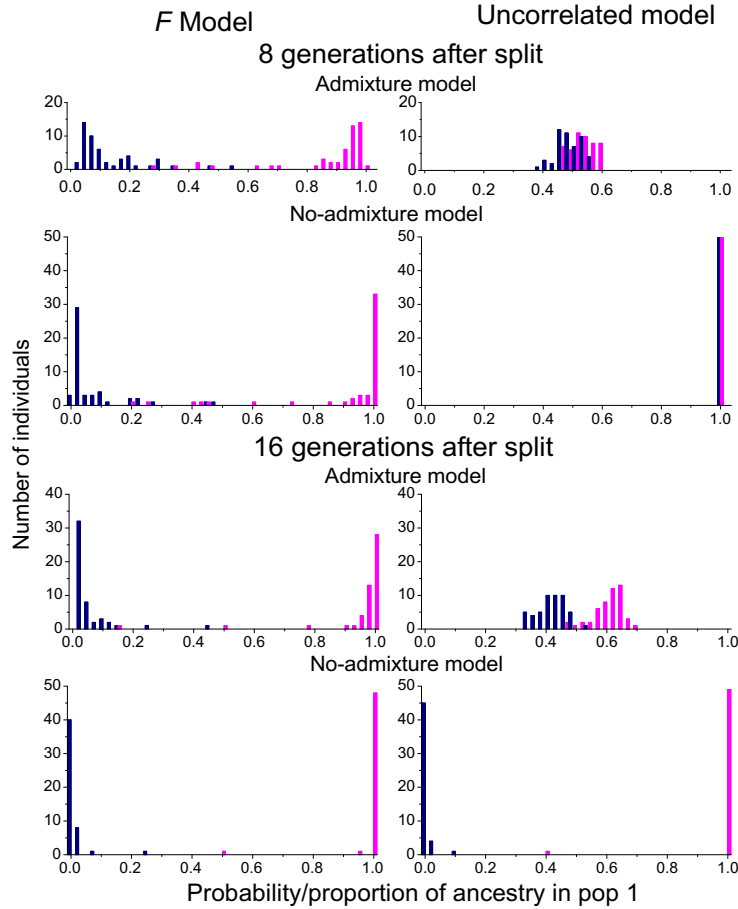 F Model
Uncorrelated model
8 generations after split
Admixture model
20
10
0
0.0 0.2 0.4 0.6 0.8 1.0
20
10
0
0.0 0.2 0.4 0.6 0.8 1.0
No-admixture model
50
40
30
20
10
0
0.0 0.2 0.4 0.6 0.8 1.0
50
40
30
20
10
0
0.0 0.2 0.4 0.6 0.8 1.0
Number of individuals
16 generations after split
Admixture model
40
30
20
10
0
0.0 0.2 0.4 0.6 0.8 1.0
40
30
20
10
0
0.0 0.2 0.4 0.6 0.8 1.0
No-admixture model
50
40
30
20
10
0
0.0 0.2 0.4 0.6 0.8 1.0
50
40
30
20
10
0
0.0 0.2 0.4 0.6 0.8 1.0
Probability/proportion of ancestry in pop 1